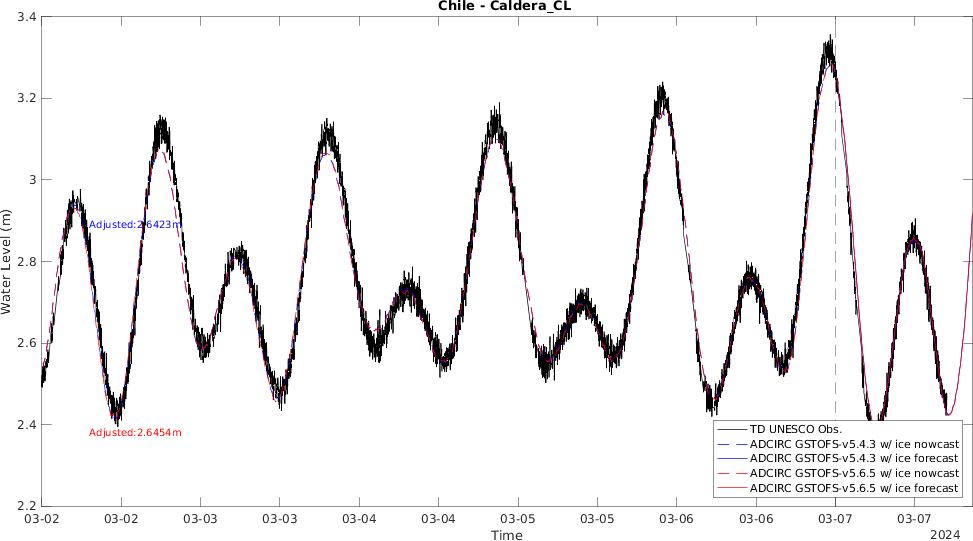 Chile - Caldera_CL
3.4
3.2
3
2.8
2.6
2.4
2.2
Water Level (m)
Adjusted:2.6423m
Adjusted:2.6454m
TD UNESCO Obs.
ADCIRC GSTOFS-v5.4.3 w/ ice nowcast
ADCIRC GSTOFS-v5.4.3 w/ ice forecast
ADCIRC GSTOFS-v5.6.5 w/ ice nowcast
ADCIRC GSTOFS-v5.6.5 w/ ice forecast
03-02 03-02 03-03 03-03 03-04 03-04 03-05 03-05 03-06 03-06 03-07 03-07
Time
2024